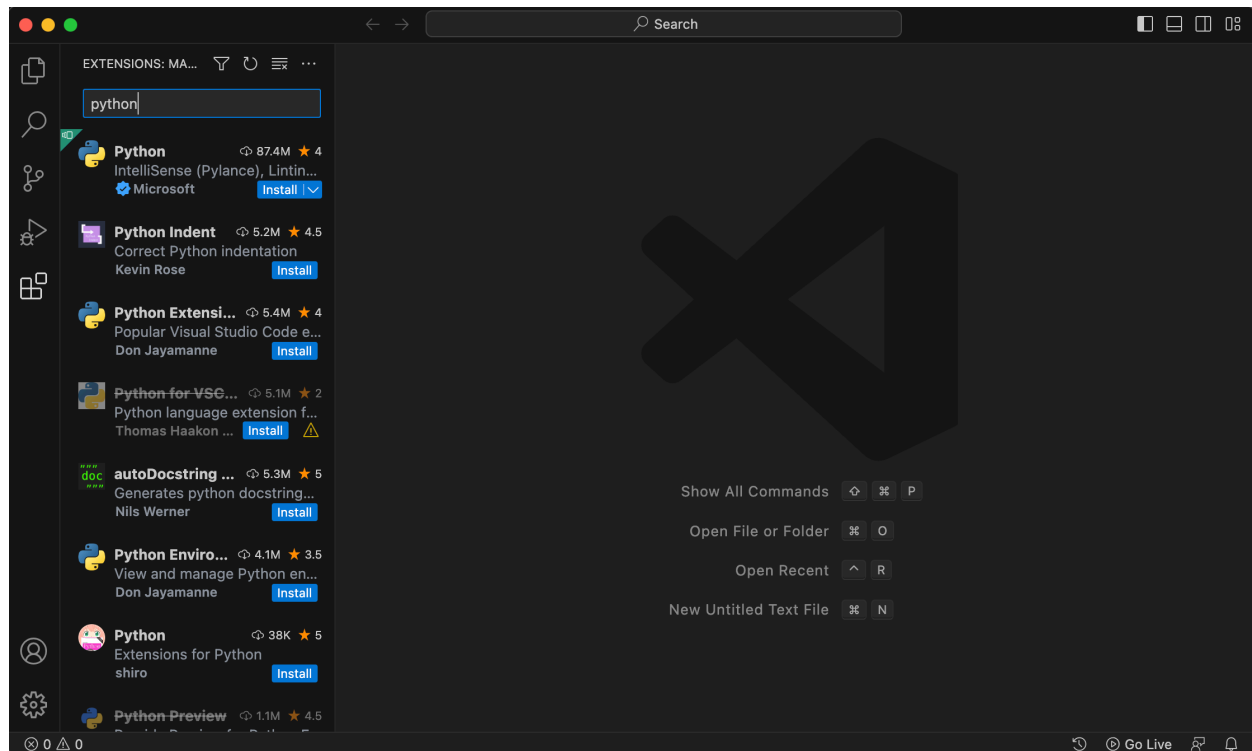 Search
EXTENSIONS: MA...
python
Python 87.4M ★ 4
IntelliSense (Pylance), Lintin...
Microsoft Install
Python Indent 5.2M ★ 4.5
Correct Python indentation
Kevin Rose Install
Python Extensi... 5.4M ★ 4
Popular Visual Studio Code e...
Don Jayamanne Install
Python for VSC... 5.1M ★ 2
Python language extension f...
Thomas Haakon ... Install
doc autoDocstring ... 5.3M ★ 5
Generates python docstring...
Nils Werner Install
Python Enviro... 4.1M ★ 3.5
View and manage Python en...
Don Jayamanne Install
Python 38K ★ 5
Extensions for Python
shiro Install
Python Preview 1.1M ★ 4.5
Show All Commands ⇧ ⌘ P
Open File or Folder ⌘ O
Open Recent ^ R
New Untitled Text File ⌘ N
0 0 Go Live